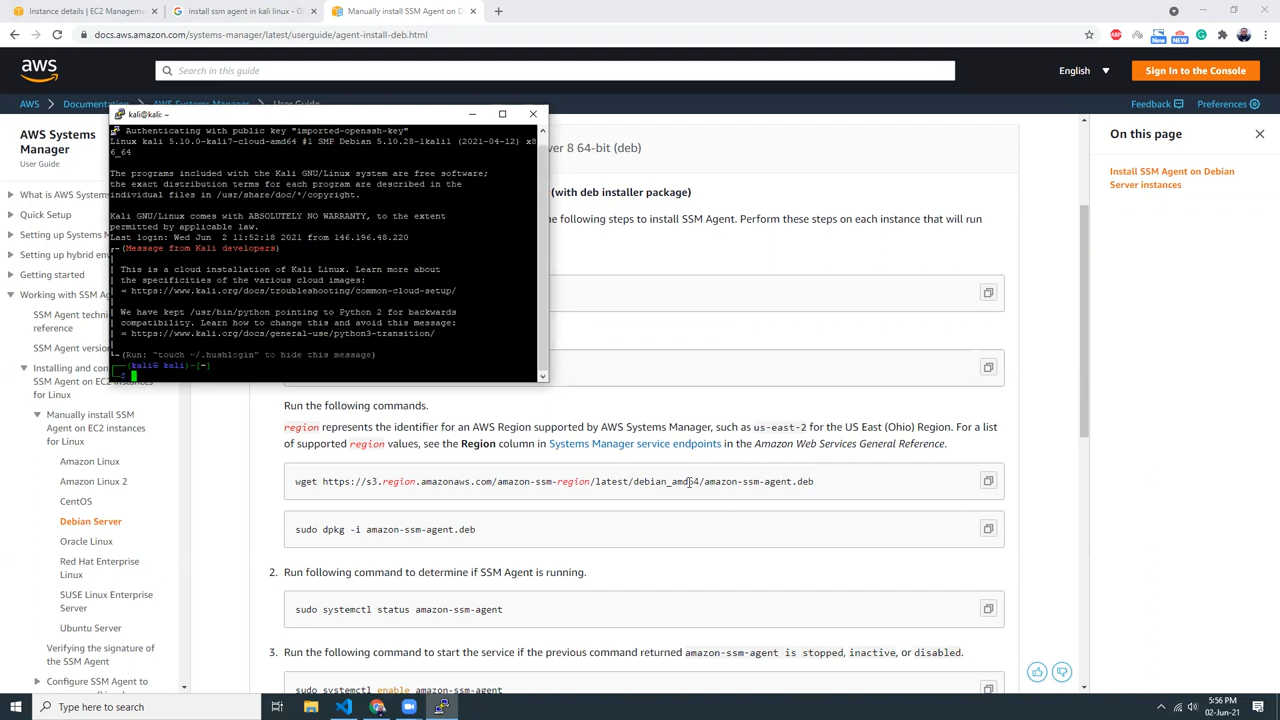 Instance details | EC2 Managem
install ssm agent in kali linux - G
Manually install SSM Agent on D
docs.aws.amazon.com/systems-manager/latest/userguide/agent-install-deb.html
aws
Search in this guide
English
Sign In to the Console
AWS
Documentation
AWS Systems Manager
User Guide
Feedback
Preferences
AWS Systems
Manager
User Guide
What is AWS System
Quick Setup
Setting up Systems M
Setting up hybrid env
Getting started
Working with SSM Ag
SSM Agent techni
reference
SSM Agent version
Installing and con
SSM Agent on EC2 instances
for Linux
Manually install SSM
Agent on EC2 instances
for Linux
Amazon Linux
Amazon Linux 2
CentOS
Debian Server
Oracle Linux
Red Hat Enterprise
Linux
SUSE Linux Enterprise
Server
Ubuntu Server
Verifying the signature of
the SSM Agent
Configure SSM Agent to
kali@kali: ~
Authenticating with public key "imported-openssh-key"
Linux kali 5.10.0-kali7-cloud-amd64 #1 SMP Debian 5.10.28-1kali1 (2021-04-12) x8
6_64
The programs included with the Kali GNU/Linux system are free software;
the exact distribution terms for each program are described in the
individual files in /usr/share/doc/*/copyright.
Kali GNU/Linux comes with ABSOLUTELY NO WARRANTY, to the extent
permitted by applicable law.
Last login: Wed Jun  2 11:52:18 2021 from 146.196.48.220
┏━(Message from Kali developers)
┃
┃ This is a cloud installation of Kali Linux. Learn more about
┃ the specificities of the various cloud images:
┃ ⇒ https://www.kali.org/docs/troubleshooting/common-cloud-setup/
┃
┃ We have kept /usr/bin/python pointing to Python 2 for backwards
┃ compatibility. Learn how to change this and avoid this message:
┃ ⇒ https://www.kali.org/docs/general-use/python3-transition/
┃
┗━(Run: "touch ~/.hushlogin" to hide this message)
┌──(kali㉿kali)-[~]
└─$
rver 8 64-bit (deb)
(with deb installer package)
the following steps to install SSM Agent. Perform these steps on each instance that will run
Run the following commands.
region represents the identifier for an AWS Region supported by AWS Systems Manager, such as us-east-2 for the US East (Ohio) Region. For a list
of supported region values, see the Region column in Systems Manager service endpoints in the Amazon Web Services General Reference.
wget https://s3.region.amazonaws.com/amazon-ssm-region/latest/debian_amd64/amazon-ssm-agent.deb
sudo dpkg -i amazon-ssm-agent.deb
2. Run following command to determine if SSM Agent is running.
sudo systemctl status amazon-ssm-agent
3. Run the following command to start the service if the previous command returned amazon-ssm-agent is stopped, inactive, or disabled.
sudo systemctl enable amazon-ssm-agent
On this page
Install SSM Agent on Debian
Server instances
Type here to search
5:56 PM
02-Jun-21